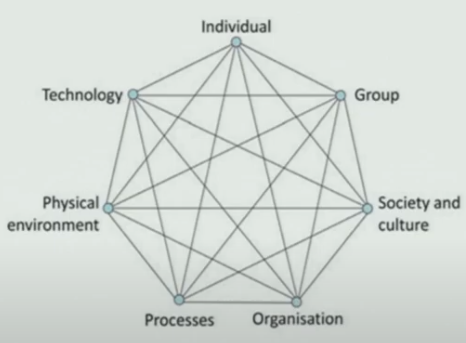 Individual
Technology
Group
Physical
environment
Society and
culture
Processes
Organisation